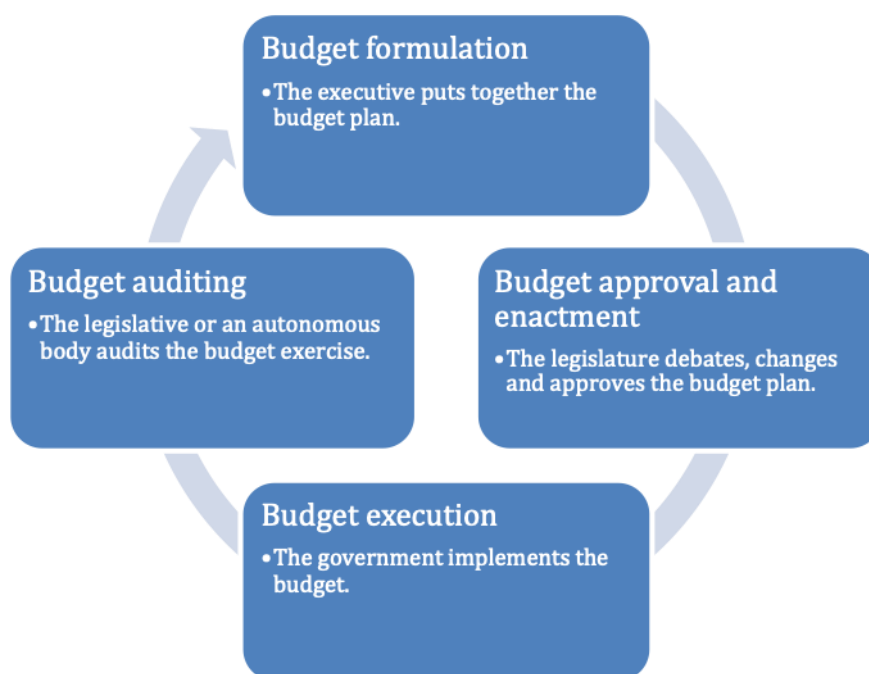 Budget formulation
•The executive puts together the
budget plan.
Budget approval and
enactment
•The legislature debates, changes
and approves the budget plan.
Budget execution
•The government implements the
budget.
Budget auditing
•The legislative or an autonomous
body audits the budget exercise.